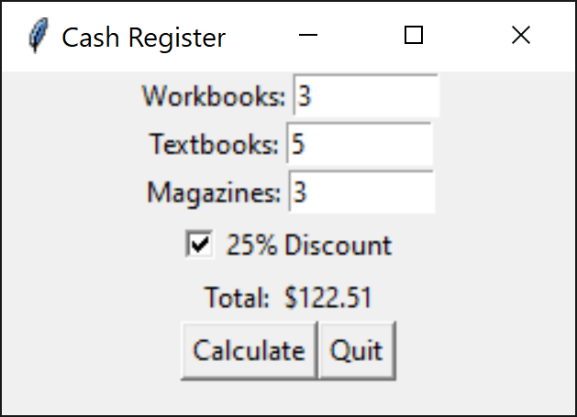 Cash Register
Workbooks: 3
Textbooks: 5
Magazines: 3
25% Discount
Total: $122.51
Calculate Quit